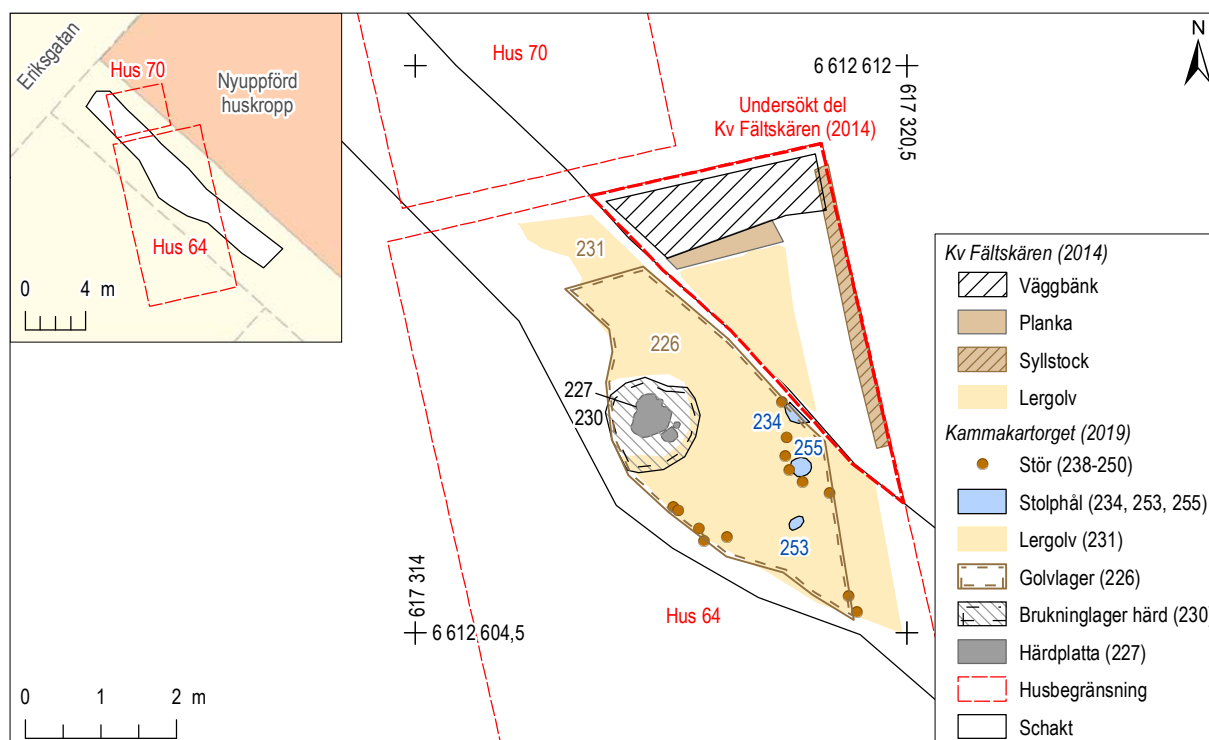 Eriksgatan
Hus 70
Nyuppförd
huskropp
Hus 64
0 4 m
Hus 70
6 612 612
617 320,5
N
Undersökt del
Kv Fältskären (2014)
231
226
227
230
234
255
253
617 314
6 612 604,5
Hus 64
0 1 2 m
Kv Fältskären (2014)
Väggbänk
Planka
Syllstock
Lergolv
Kammakartorget (2019)
Stör (238-250)
Stolphål (234, 253, 255)
Lergolv (231)
Golvlager (226)
Brukninglager härd (230)
Härdplatta (227)
Husbegränsning
Schakt